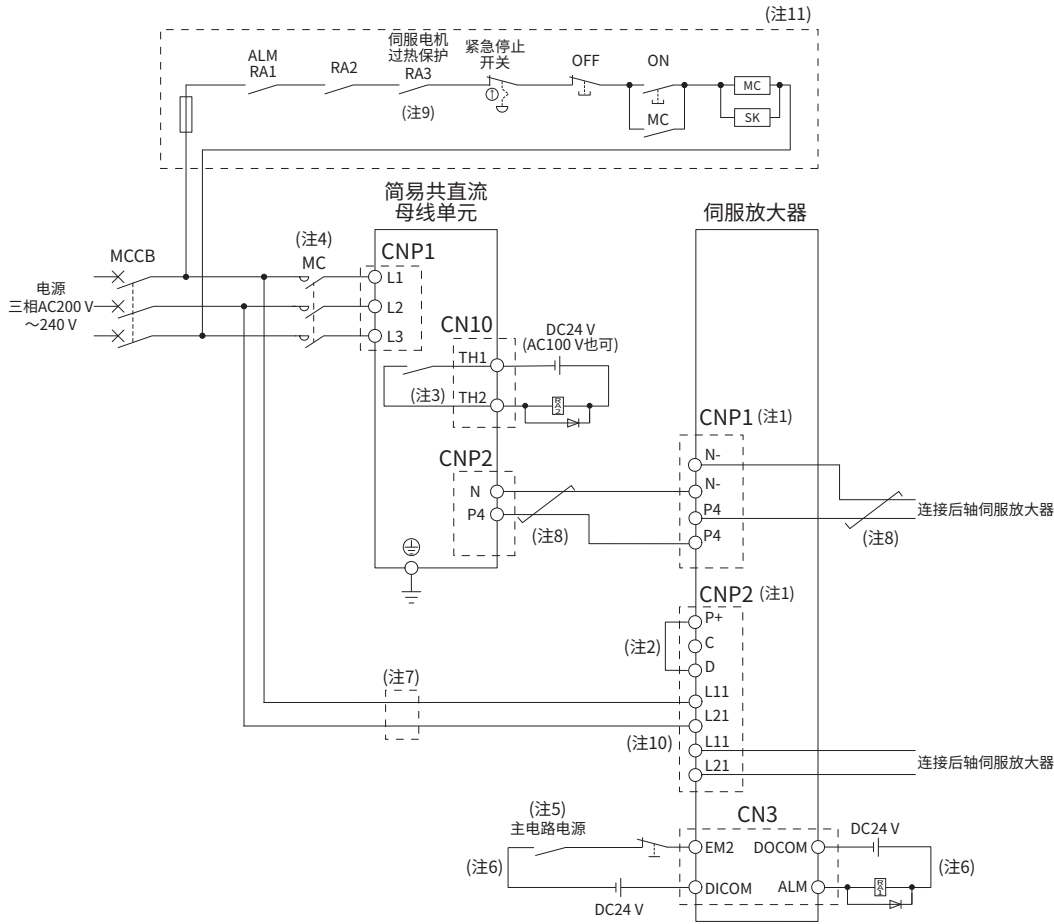 (注11)
伺服电机
过热保护
紧急停止
开关
ALM
RA1
RA2
RA3
(注9)
OFF
ON
MC
SK
MC
简易共直流
母线单元
伺服放大器
MCCB
(注4)
MC
CNP1
电源
三相AC200 V
～240 V
L1
L2
L3
CN10
DC24 V
(AC100 V也可)
TH1
(注3)
TH2
RA2
CNP2
N
P4
(注8)
CNP1 (注1)
N-
N-
P4
P4
连接后轴伺服放大器
(注8)
CNP2 (注1)
P+
(注2)
C
D
(注7)
L11
L21
(注10)
L11
L21
连接后轴伺服放大器
CN3
(注5)
主电路电源
(注6)
EM2
DICOM
DC24 V
DOCOM
ALM
DC24 V
RA1
(注6)